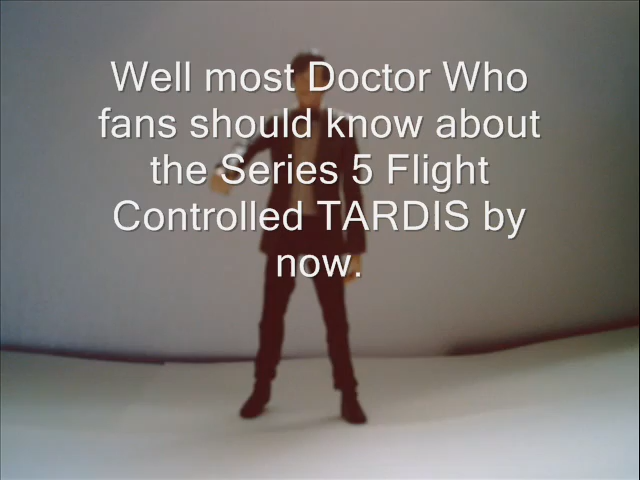 Well most Doctor Who
fans should know about
the Series 5 Flight
Controlled TARDIS by
now.